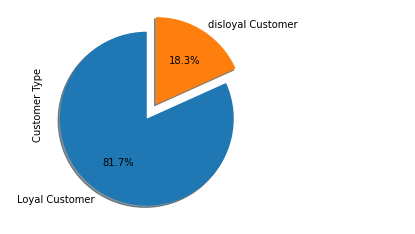 disloyal Customer
18.3%
Customer Type
81.7%
Loyal Customer